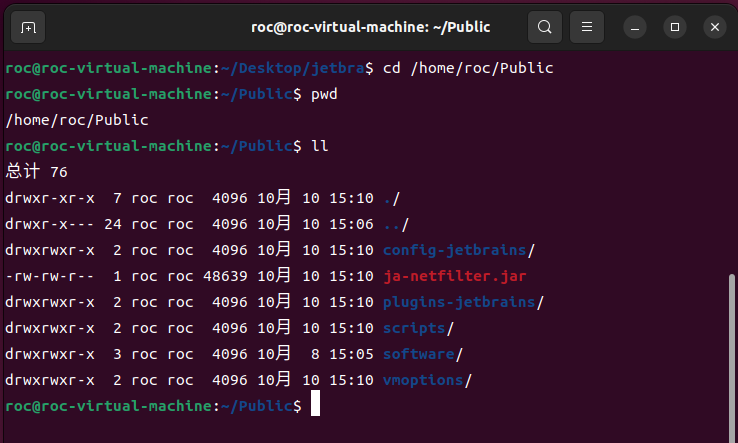 roc@roc-virtual-machine: ~/Public
roc@roc-virtual-machine:~/Desktop/jetbra$ cd /home/roc/Public
roc@roc-virtual-machine:~/Public$ pwd
/home/roc/Public
roc@roc-virtual-machine:~/Public$ ll
总计 76
drwxr-xr-x  7 roc roc  4096 10月 10 15:10 ./
drwxr-x--- 24 roc roc  4096 10月 10 15:06 ../
drwxrwxr-x  2 roc roc  4096 10月 10 15:10 config-jetbrains/
-rw-rw-r--  1 roc roc 48639 10月 10 15:10 ja-netfilter.jar
drwxrwxr-x  2 roc roc  4096 10月 10 15:10 plugins-jetbrains/
drwxrwxr-x  2 roc roc  4096 10月 10 15:10 scripts/
drwxrwxr-x  3 roc roc  4096 10月  8 15:05 software/
drwxrwxr-x  2 roc roc  4096 10月 10 15:10 vmoptions/
roc@roc-virtual-machine:~/Public$